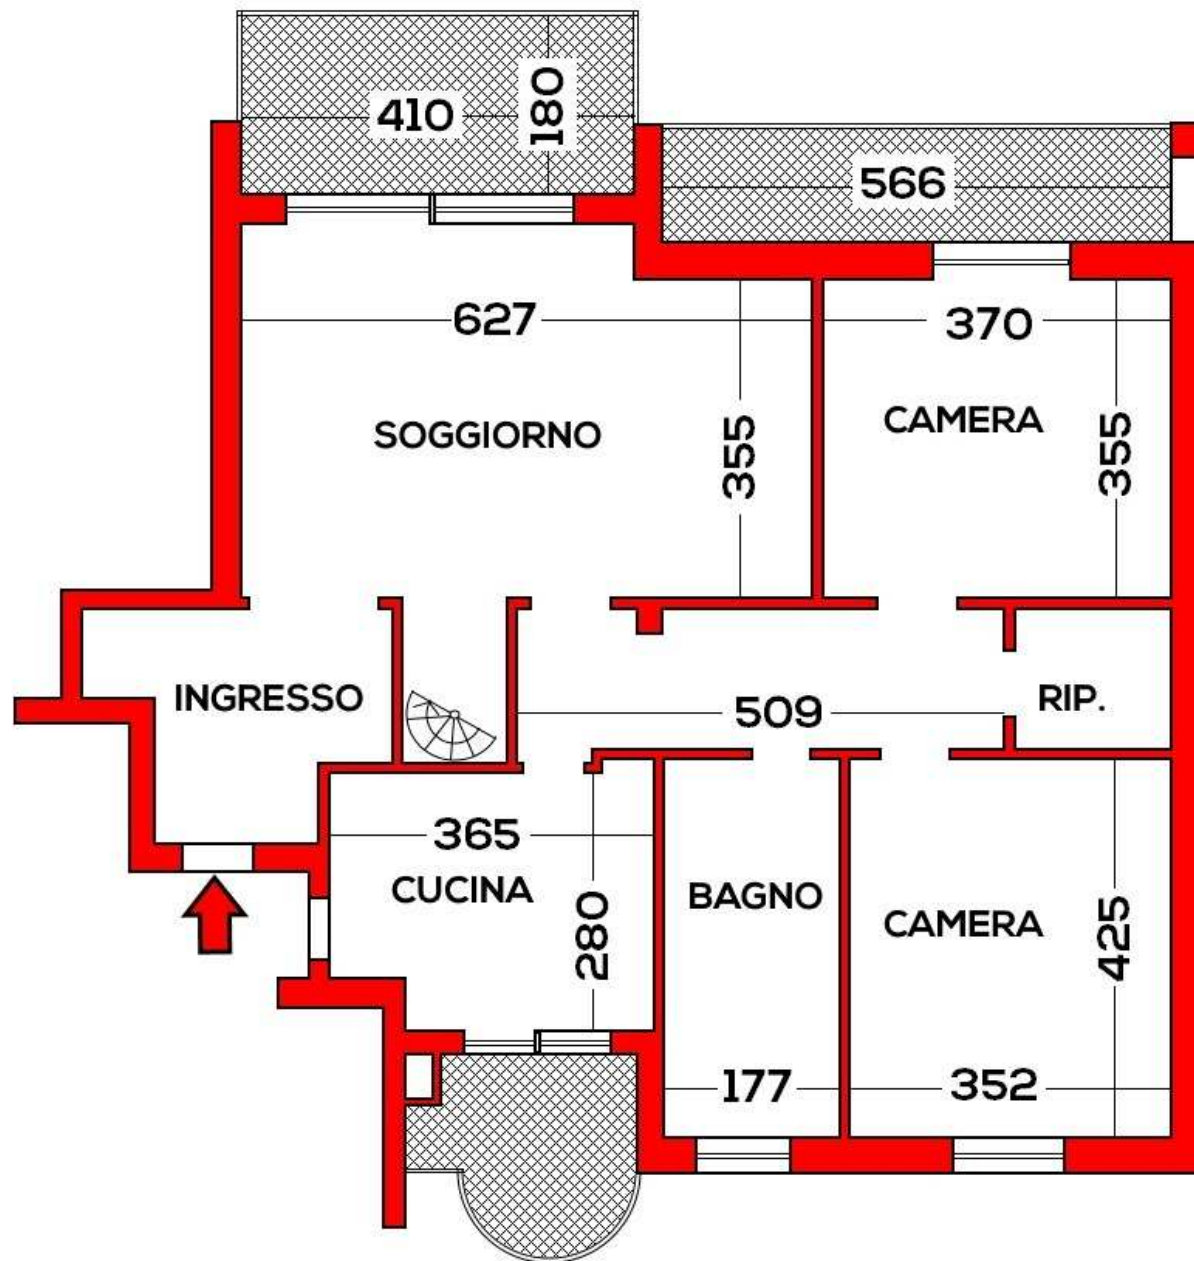 410
180
566
627
370
SOGGIORNO
CAMERA
355
355
INGRESSO
RIP.
509
365
CUCINA
280
BAGNO
CAMERA
425
177
352